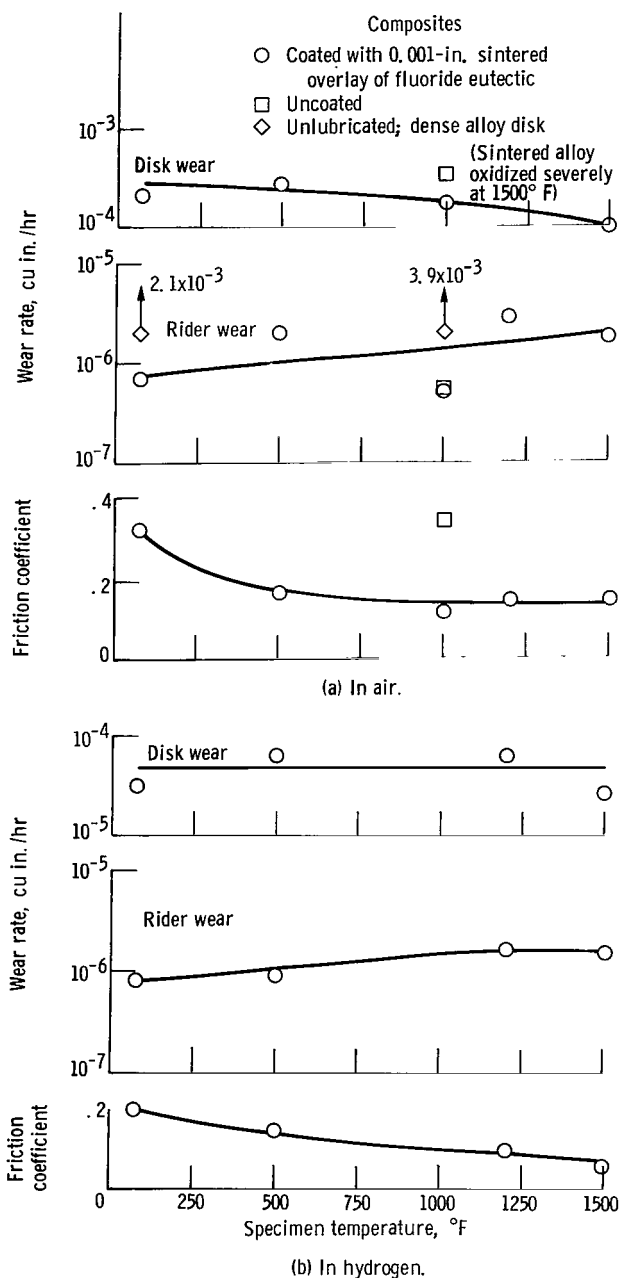 Composites
Coated with 0.001-in. sintered
overlay of fluoride eutectic
Uncoated
Unlubricated; dense alloy disk
(Sintered alloy
oxidized severely
at 1500° F)
10⁻³
Disk wear
10⁻⁴
10⁻⁵
2.1x10⁻³
3.9x10⁻³
Rider wear
10⁻⁶
10⁻⁷
Wear rate, cu in./hr
.4
.2
0
Friction coefficient
(a) In air.
10⁻⁴
Disk wear
10⁻⁵
10⁻⁵
Rider wear
10⁻⁶
10⁻⁷
Wear rate, cu in./hr
.2
Friction
coefficient
0 250 500 750 1000 1250 1500
Specimen temperature, °F
(b) In hydrogen.